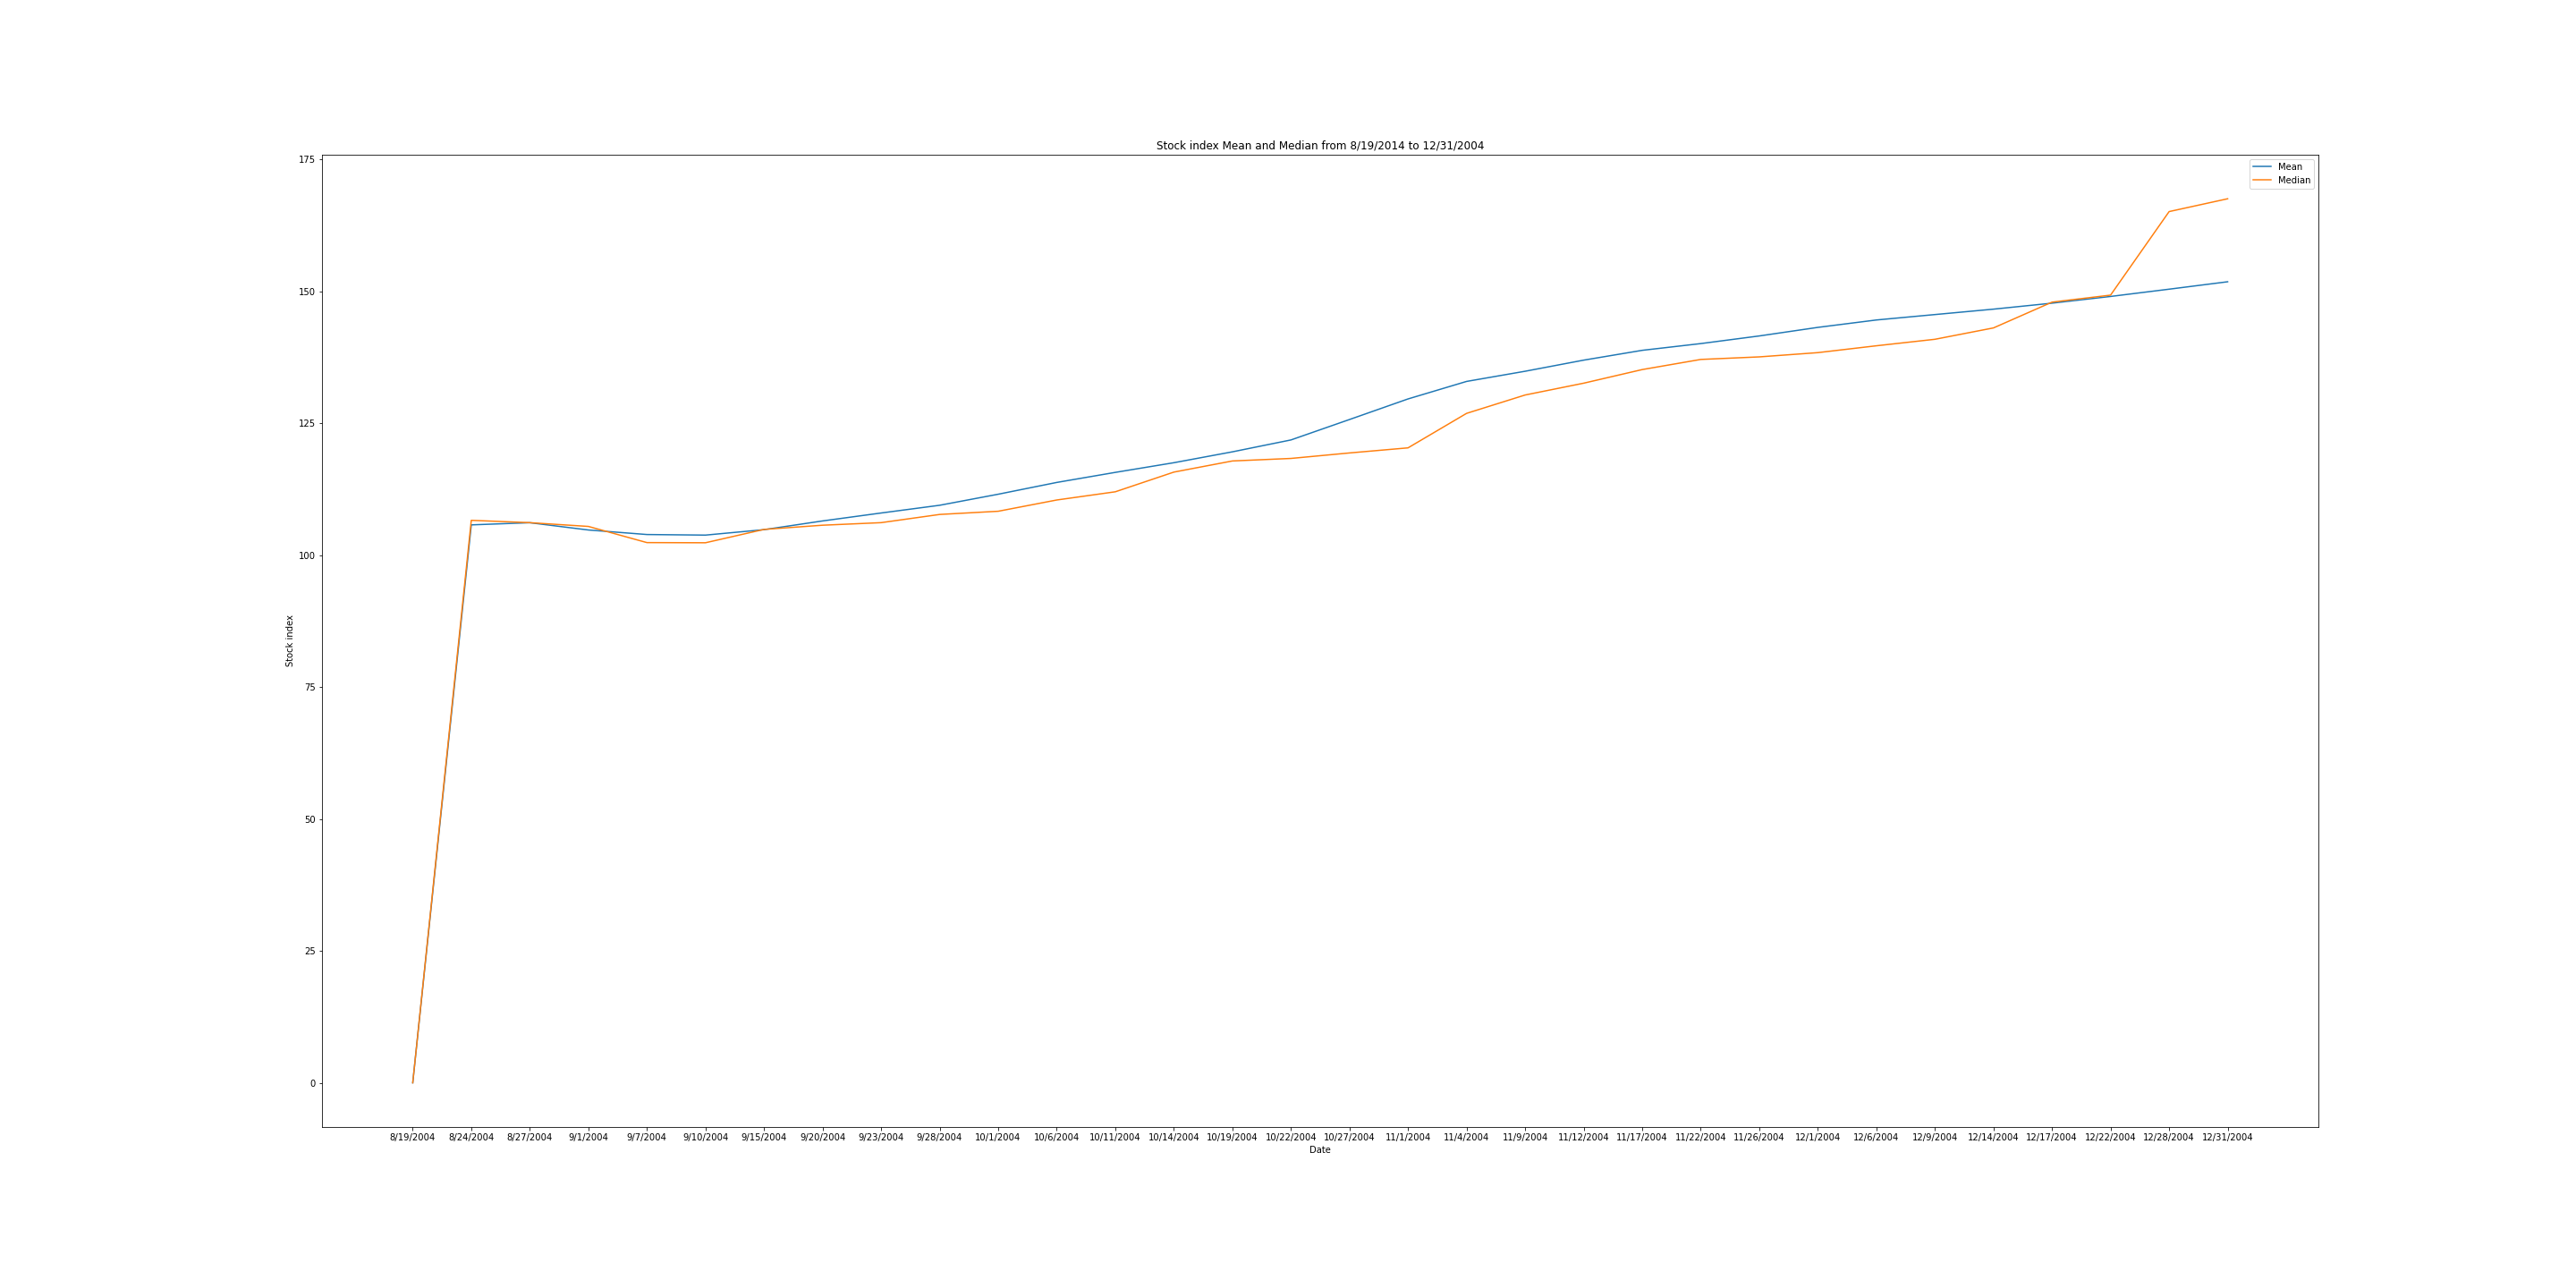 Stock index Mean and Median from 8/19/2014 to 12/31/2004
Mean
Median
175
150
125
100
75
50
25
0
Stock index
8/19/2004 8/24/2004 8/27/2004 9/1/2004 9/7/2004 9/10/2004 9/15/2004 9/20/2004 9/23/2004 9/28/2004 10/1/2004 10/6/2004 10/11/2004 10/14/2004 10/19/2004 10/22/2004 10/27/2004 11/1/2004 11/4/2004 11/9/2004 11/12/2004 11/17/2004 11/22/2004 11/26/2004 12/1/2004 12/6/2004 12/9/2004 12/14/2004 12/17/2004 12/22/2004 12/28/2004 12/31/2004
Date